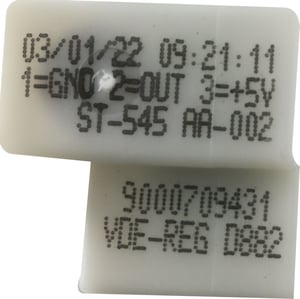 03/01/22 09:21:11
1=GND 2=OUT 3=+5V
ST-545 AA-002
9000709431
VDE-REG D882